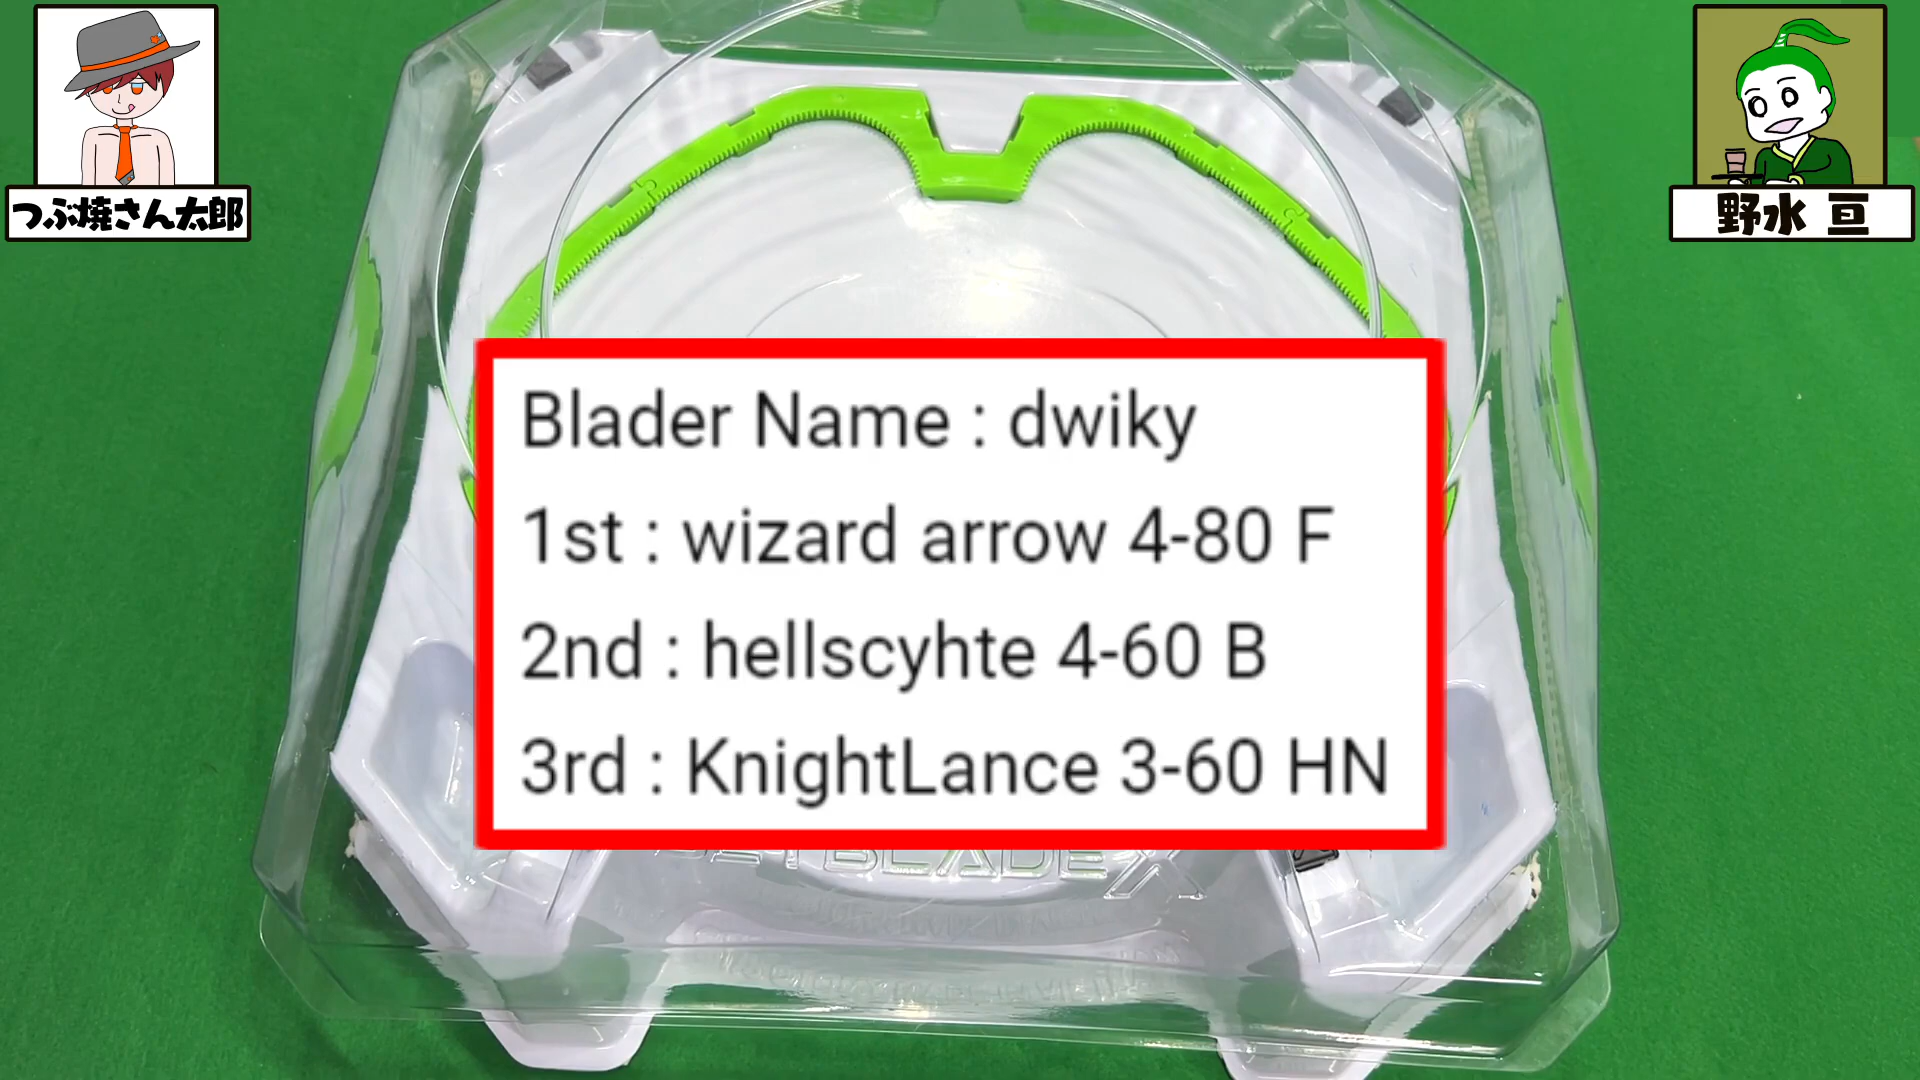 つぶ焼さん太郎
野水 亘
Blader Name : dwiky
1st : wizard arrow 4-80 F
2nd : hellscyhte 4-60 B
3rd : KnightLance 3-60 HN